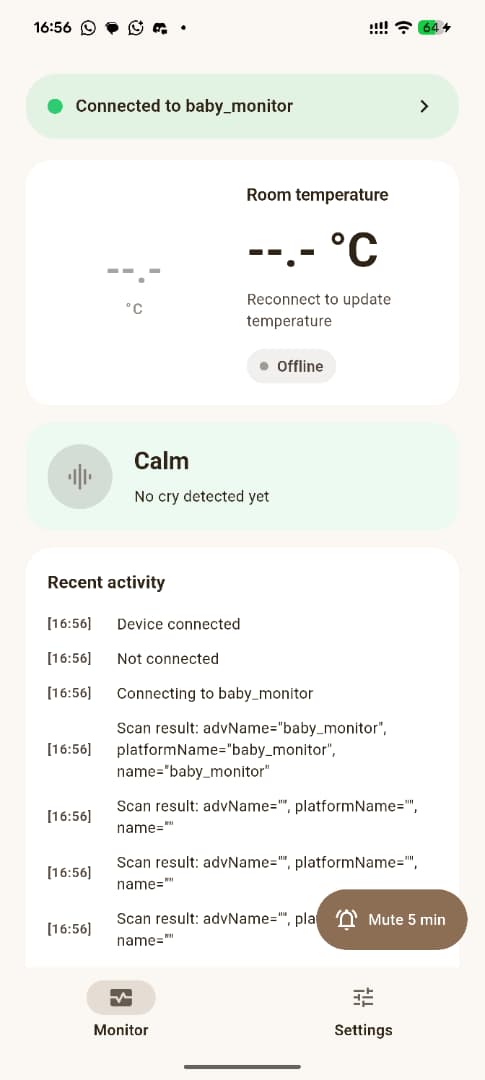 16:56
64
Connected to baby_monitor
Room temperature
--.- °C
--.-
°C
Reconnect to update
temperature
Offline
Calm
No cry detected yet
Recent activity
[16:56] Device connected
[16:56] Not connected
[16:56] Connecting to baby_monitor
[16:56] Scan result: advName="baby_monitor",
platformName="baby_monitor",
name="baby_monitor"
[16:56] Scan result: advName="", platformName="",
name=""
[16:56] Scan result: advName="", platformName="",
name=""
[16:56] Scan result: advName="", pla
name=""
Mute 5 min
Monitor
Settings